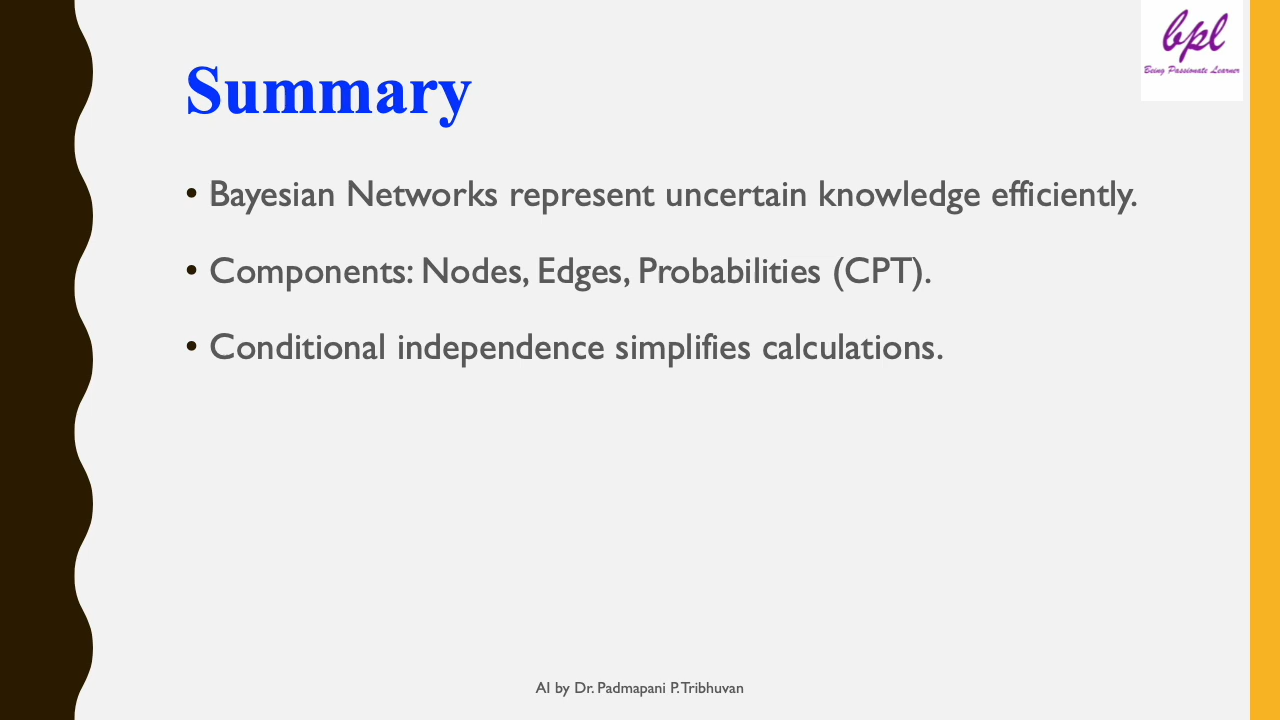 bpl
Being Passionate Learner
Summary
• Bayesian Networks represent uncertain knowledge efficiently.
• Components: Nodes, Edges, Probabilities (CPT).
• Conditional independence simplifies calculations.
AI by Dr. Padmapani P. Tribhuvan